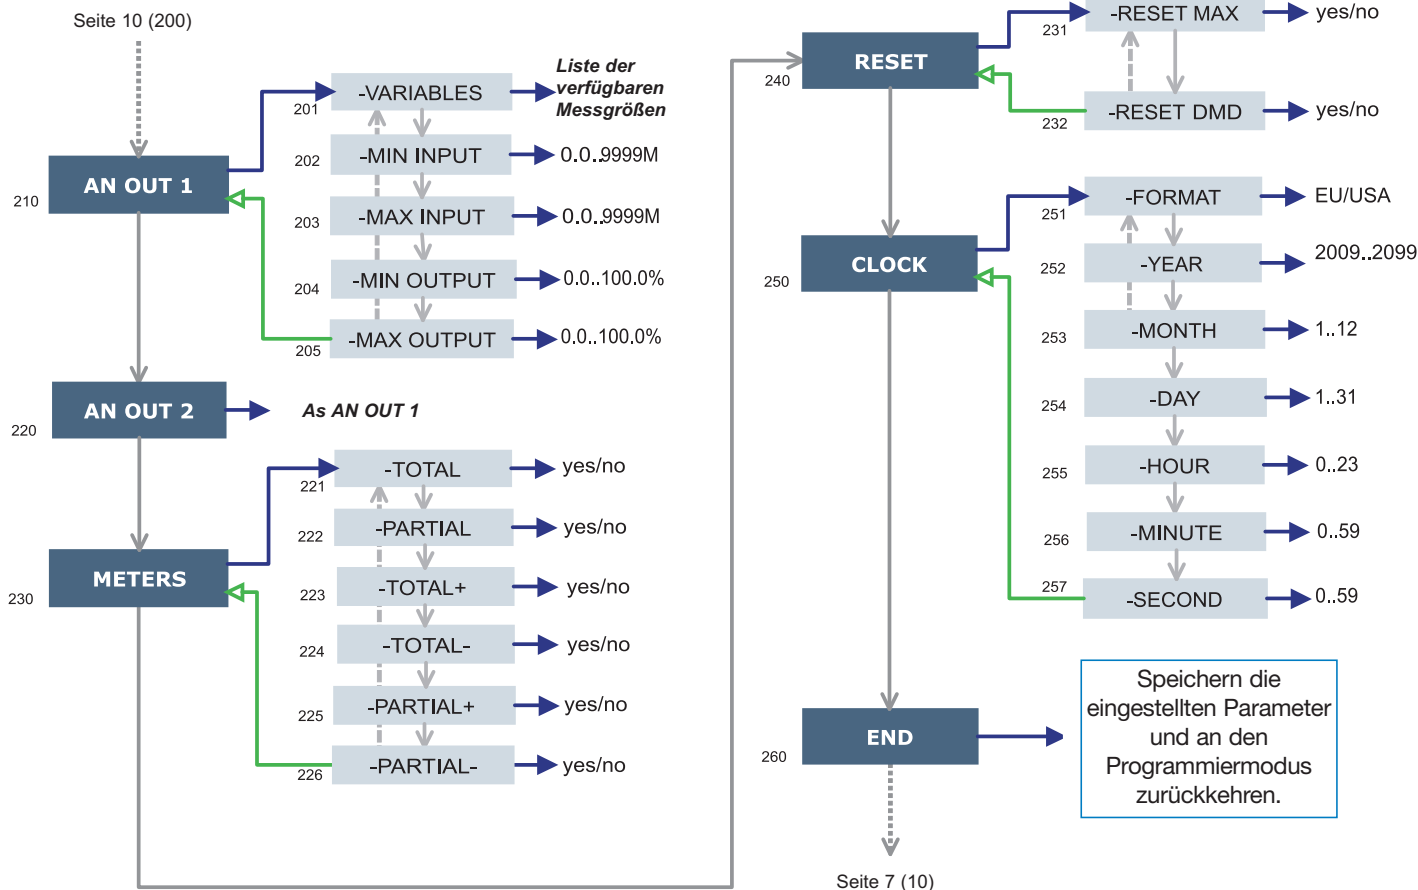 Seite 10 (200)
210
AN OUT 1
201
-VARIABLES
Liste der
verfügbaren
Messgrößen
202
-MIN INPUT
0.0..9999M
203
-MAX INPUT
0.0..9999M
204
-MIN OUTPUT
0.0..100.0%
205
-MAX OUTPUT
0.0..100.0%
220
AN OUT 2
As AN OUT 1
230
METERS
221
-TOTAL
yes/no
222
-PARTIAL
yes/no
223
-TOTAL+
yes/no
224
-TOTAL-
yes/no
225
-PARTIAL+
yes/no
226
-PARTIAL-
yes/no
240
RESET
231
-RESET MAX
yes/no
232
-RESET DMD
yes/no
250
CLOCK
251
-FORMAT
EU/USA
252
-YEAR
2009..2099
253
-MONTH
1..12
254
-DAY
1..31
255
-HOUR
0..23
256
-MINUTE
0..59
257
-SECOND
0..59
260
END
Speichern die
eingestellten Parameter
und an den
Programmiermodus
zurückkehren.
Seite 7 (10)